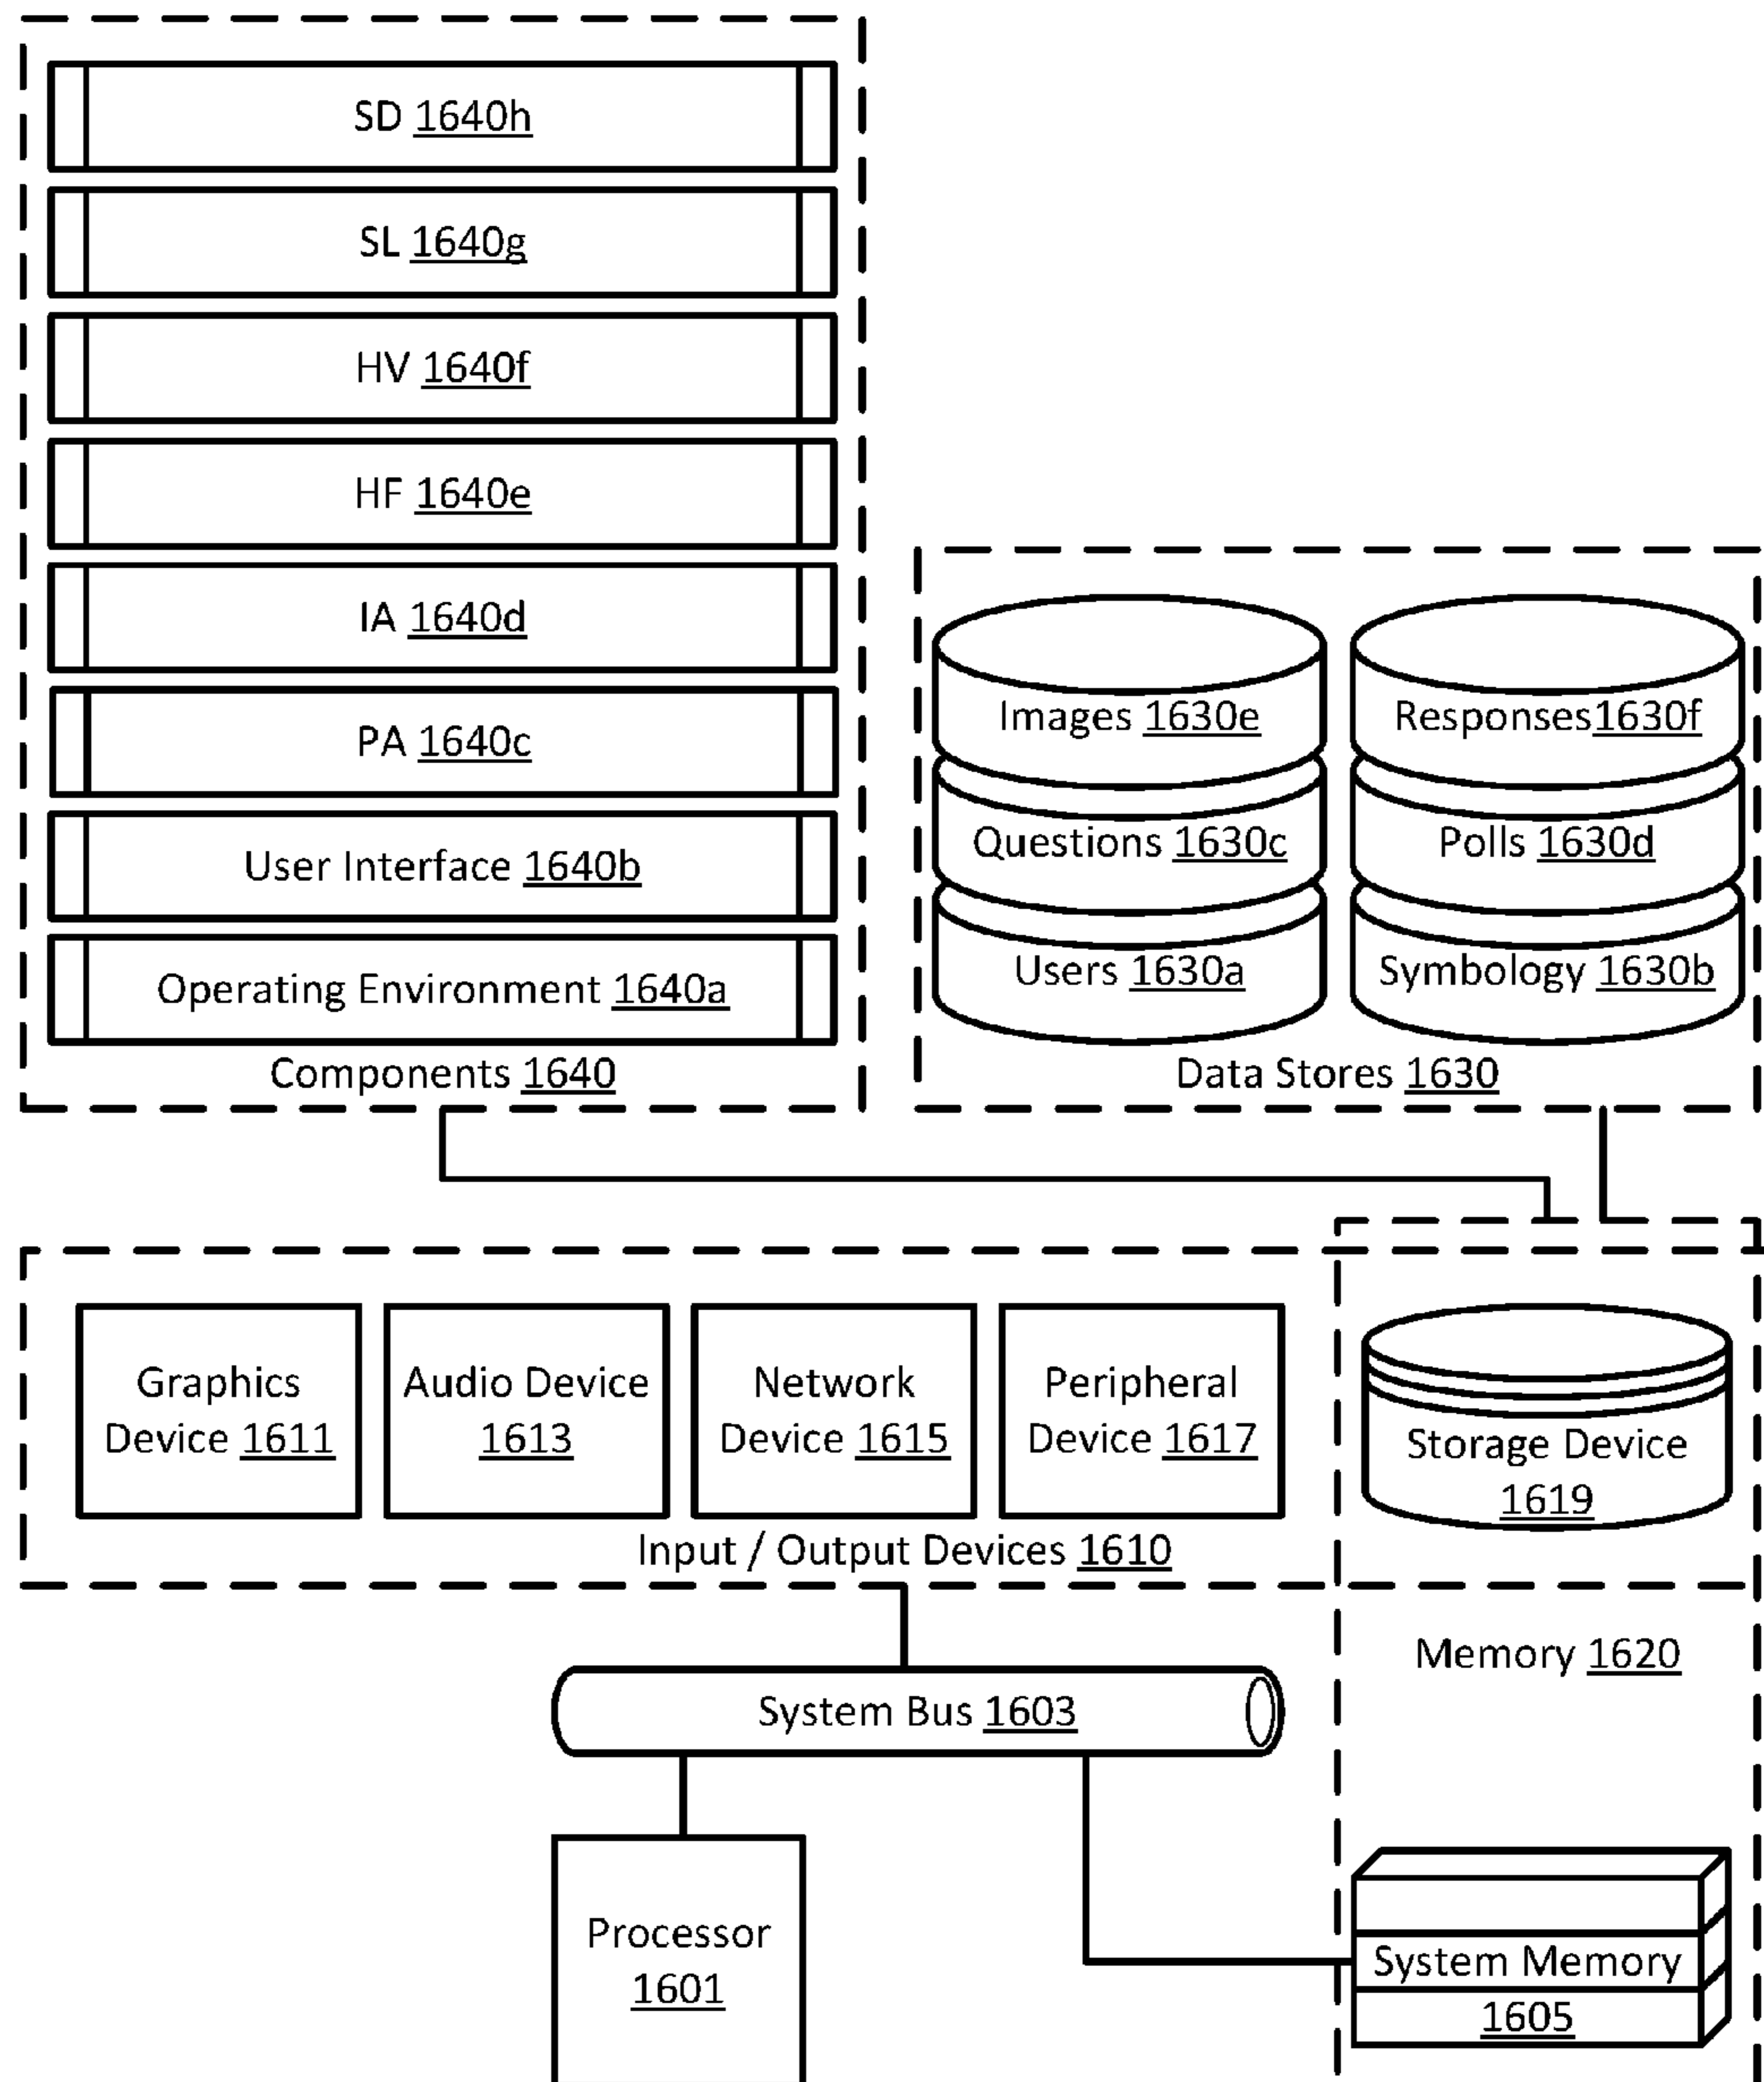 SD 1640h
SL 1640g
HV 1640f
HF 1640e
IA 1640d
PA 1640c
User Interface 1640b
Operating Environment 1640a
Components 1640
Images 1630e
Responses1630f
Questions 1630c
Polls 1630d
Users 1630a
Symbology 1630b
Data Stores 1630
Graphics
Device 1611
Audio Device
1613
Network
Device 1615
Peripheral
Device 1617
Storage Device
1619
Input / Output Devices 1610
Memory 1620
System Bus 1603
Processor
1601
System Memory
1605